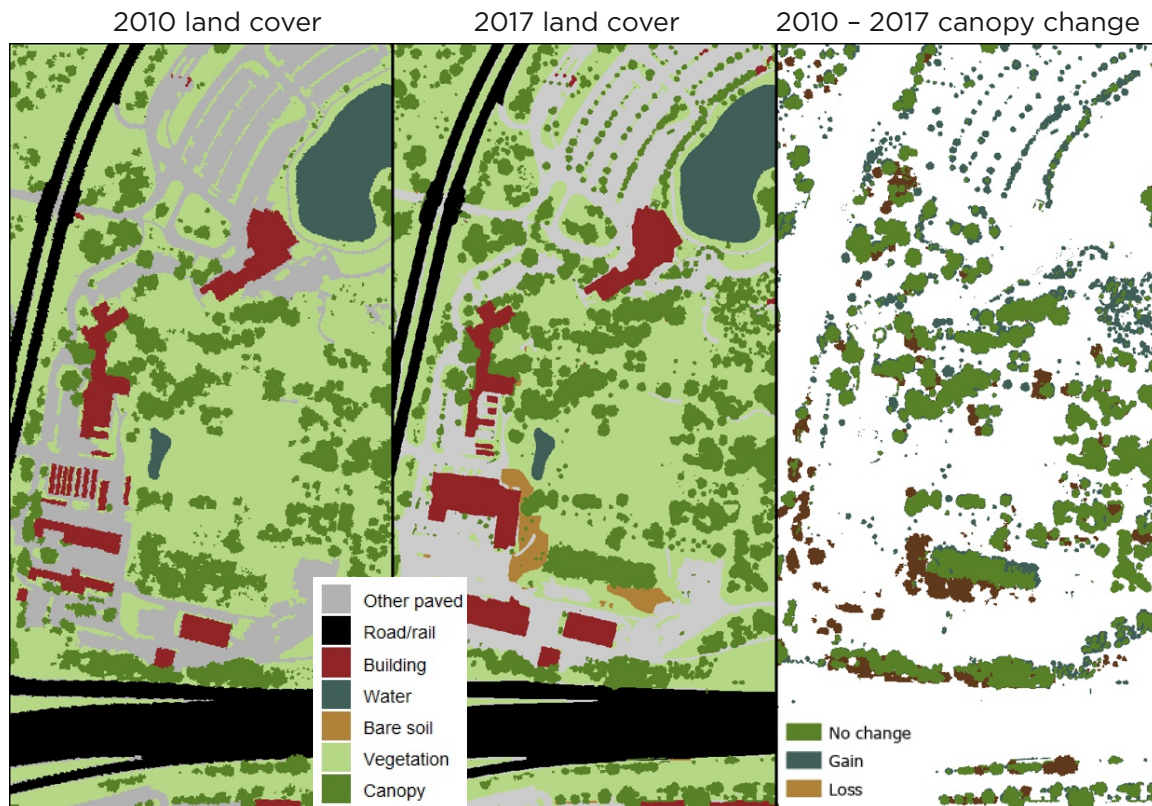 2010 land cover
2017 land cover
2010 – 2017 canopy change
Other paved
Road/rail
Building
Water
Bare soil
Vegetation
Canopy
No change
Gain
Loss